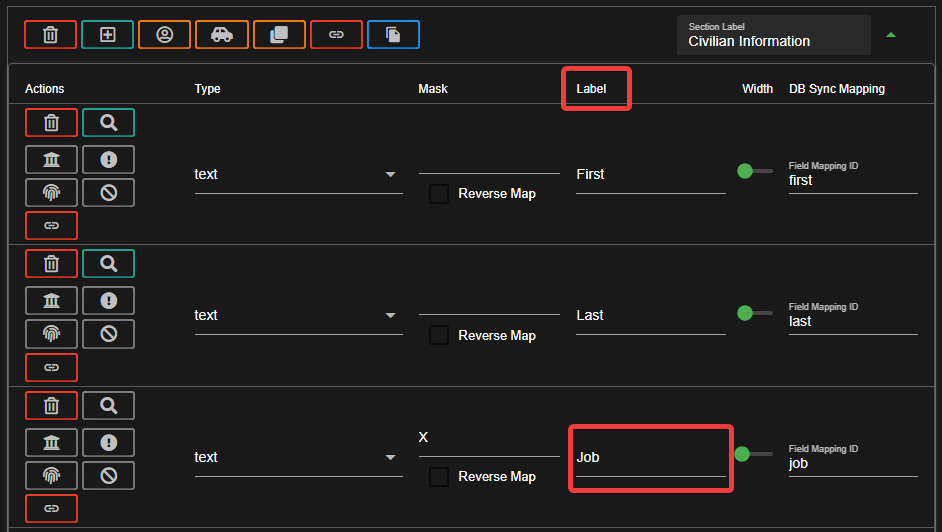 Section Label
Civilian Information
Actions Type Mask Label Width DB Sync Mapping
Field Mapping ID
text First first
Reverse Map
Field Mapping ID
text Last last
Reverse Map
X
Field Mapping ID
text Job job
Reverse Map